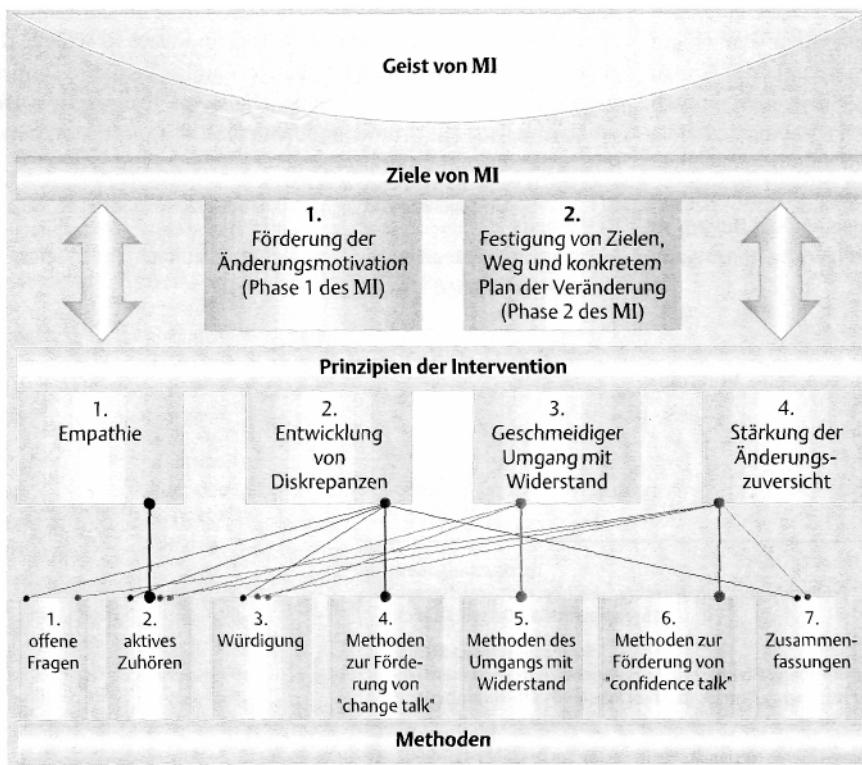 Geist von MI
Ziele von MI
1.
Förderung der
Änderungsmotivation
(Phase 1 des MI)
2.
Festigung von Zielen,
Weg und konkretem
Plan der Veränderung
(Phase 2 des MI)
Prinzipien der Intervention
1.
Empathie
2.
Entwicklung
von
Diskrepanzen
3.
Geschmeidiger
Umgang mit
Widerstand
4.
Stärkung der
Änderungs-
zuversicht
1.
offene
Fragen
2.
aktives
Zuhören
3.
Würdigung
4.
Methoden
zur Förde-
rung von
"change talk"
5.
Methoden des
Umgangs mit
Widerstand
6.
Methoden zur
Förderung von
"confidence talk"
7.
Zusammen-
fassungen
Methoden